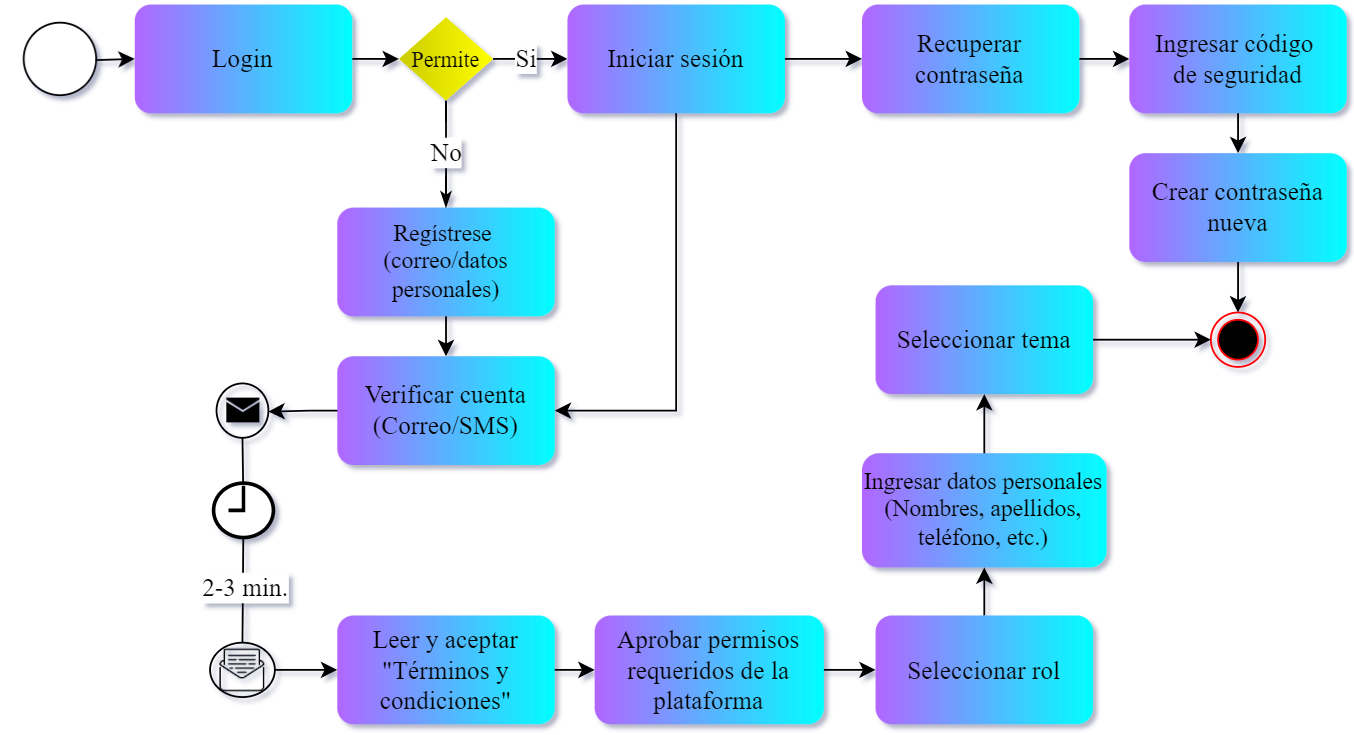 Login
Permite
Si
Iniciar sesión
Recuperar
contraseña
Ingresar código
de seguridad
No
Crear contraseña
nueva
Regístrese
(correo/datos
personales)
Seleccionar tema
Verificar cuenta
(Correo/SMS)
Ingresar datos personales
(Nombres, apellidos,
teléfono, etc.)
2-3 min.
Leer y aceptar
"Términos y
condiciones"
Aprobar permisos
requeridos de la
plataforma
Seleccionar rol